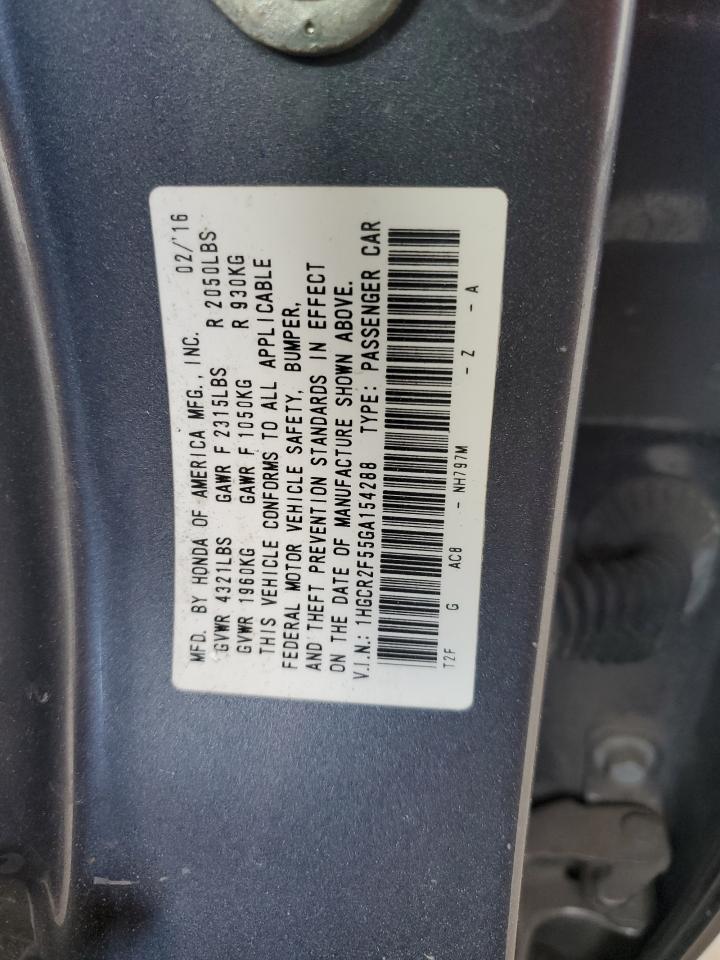 MFD. BY HONDA OF AMERICA MFG., INC. 02/'16
GVWR 4321LBS GAWR F 2315LBS R 2050LBS
GVWR 1960KG GAWR F 1050KG R 930KG
THIS VEHICLE CONFORMS TO ALL APPLICABLE
FEDERAL MOTOR VEHICLE SAFETY, BUMPER,
AND THEFT PREVENTION STANDARDS IN EFFECT
ON THE DATE OF MANUFACTURE SHOWN ABOVE.
V.I.N.: 1HGCR2F55GA154288 TYPE: PASSENGER CAR
T2F G AC8 - NH797M - Z - A